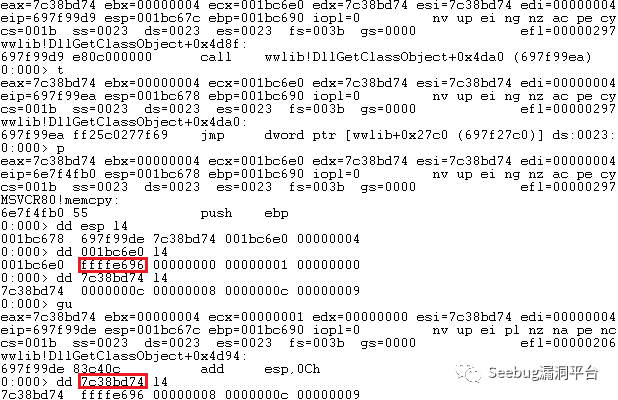 eax=7c38bd74 ebx=00000004 ecx=001bc6e0 edx=7c38bd74 esi=7c38bd74 edi=00000004
eip=697f99d9 esp=001bc67c ebp=001bc690 iopl=0 nv up ei ng nz ac pe cy
cs=001b ss=0023 ds=0023 es=0023 fs=003b gs=0000 efl=00000297
wwlib!DllGetClassObject+0x4d8f:
697f99d9 e80c000000 call wwlib!DllGetClassObject+0x4da0 (697f99ea)
0:000> t
eax=7c38bd74 ebx=00000004 ecx=001bc6e0 edx=7c38bd74 esi=7c38bd74 edi=00000004
eip=697f99ea esp=001bc678 ebp=001bc690 iopl=0 nv up ei ng nz ac pe cy
cs=001b ss=0023 ds=0023 es=0023 fs=003b gs=0000 efl=00000297
wwlib!DllGetClassObject+0x4da0:
697f99ea ff25c0277f69 jmp dword ptr [wwlib+0x27c0 (697f27c0)] ds:0023:
0:000> p
eax=7c38bd74 ebx=00000004 ecx=001bc6e0 edx=7c38bd74 esi=7c38bd74 edi=00000004
eip=6e7f4fb0 esp=001bc678 ebp=001bc690 iopl=0 nv up ei ng nz ac pe cy
cs=001b ss=0023 ds=0023 es=0023 fs=003b gs=0000 efl=00000297
MSVCR80!memcpy:
6e7f4fb0 55 push ebp
0:000> dd esp l4
001bc678 697f99de 7c38bd74 001bc6e0 00000004
0:000> dd 001bc6e0 l4
001bc6e0 ffffe696 00000000 00000001 00000000
0:000> dd 7c38bd74 l4
7c38bd74 0000000c 00000008 0000000c 00000009
0:000> gu
eax=7c38bd74 ebx=00000004 ecx=00000001 edx=00000000 esi=7c38bd74 edi=00000004
eip=697f99de esp=001bc67c ebp=001bc690 iopl=0 nv up ei pl nz na pe nc
cs=001b ss=0023 ds=0023 es=0023 fs=003b gs=0000 efl=00000206
wwlib!DllGetClassObject+0x4d94:
697f99de 83c40c add esp,0Ch
0:000> dd 7c38bd74 l4
7c38bd74 ffffe696 00000008 0000000c 00000009
Seebug漏洞平台